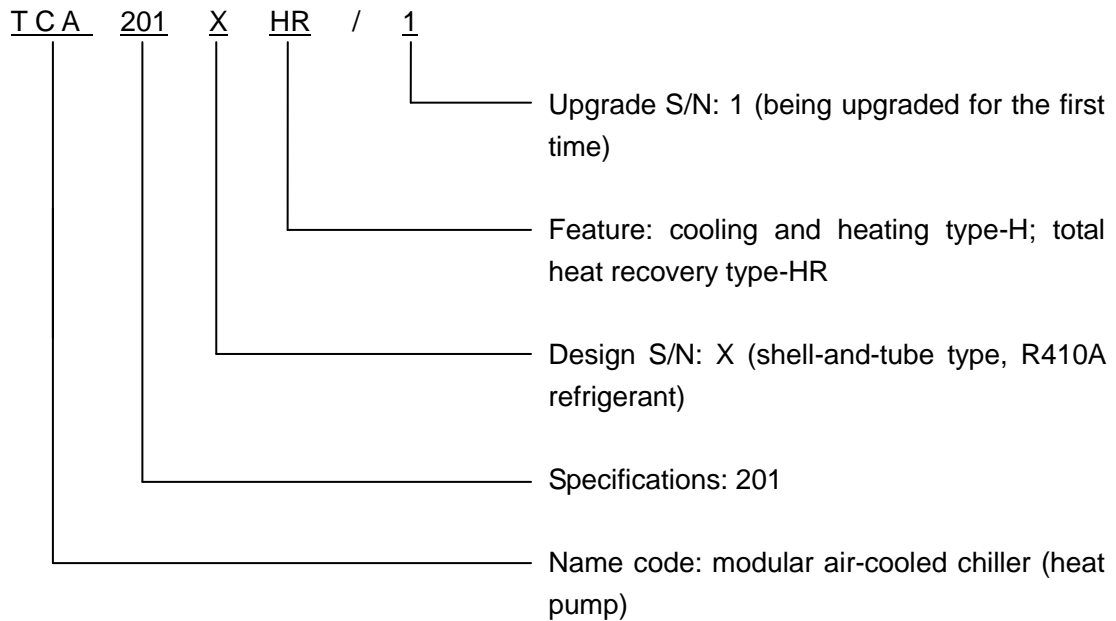 TCA 201 X HR / 1
Upgrade S/N: 1 (being upgraded for the first
time)
Feature: cooling and heating type-H; total
heat recovery type-HR
Design S/N: X (shell-and-tube type, R410A
refrigerant)
Specifications: 201
Name code: modular air-cooled chiller (heat
pump)